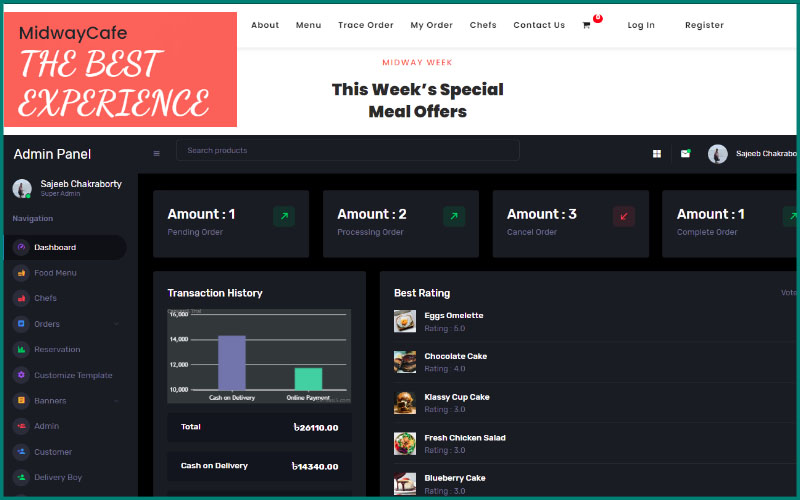 About Menu Trace Order My Order Chefs Contact Us Log In Register
MidwayCafe
THE BEST
EXPERIENCE
MIDWAY WEEK
This Week’s Special
Meal Offers
Admin Panel
Search products
Sajeeb Chakrabo
Sajeeb Chakraborty
Super Admin
Navigation
Dashboard
Food Menu
Chefs
Orders
Reservation
Customize Template
Banners
Admin
Customer
Delivery Boy
Amount : 1
Pending Order
Amount : 2
Processing Order
Amount : 3
Cancel Order
Amount : 1
Complete Order
Transaction History
16,000
14,000
12,000
10,000
Cash on Delivery Online Payment
Total ৳26110.00
Cash on Delivery ৳14340.00
Best Rating Vote
Eggs Omelette
Rating : 5.0
Chocolate Cake
Rating : 4.0
Klassy Cup Cake
Rating : 3.0
Fresh Chicken Salad
Rating : 3.0
Blueberry Cake
Rating : 3.0